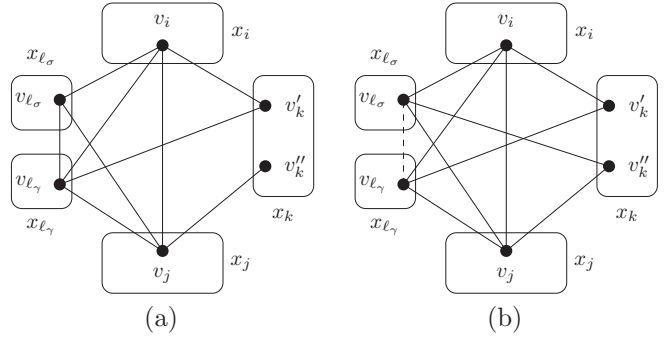 v_i x_i
x_{ℓ_σ}
v_{ℓ_σ}
v'_k
v_{ℓ_γ} v''_k
x_{ℓ_γ} x_k
v_j x_j
(a)
v_i x_i
x_{ℓ_σ}
v_{ℓ_σ}
v'_k
v_{ℓ_γ} v''_k
x_{ℓ_γ} x_k
v_j x_j
(b)